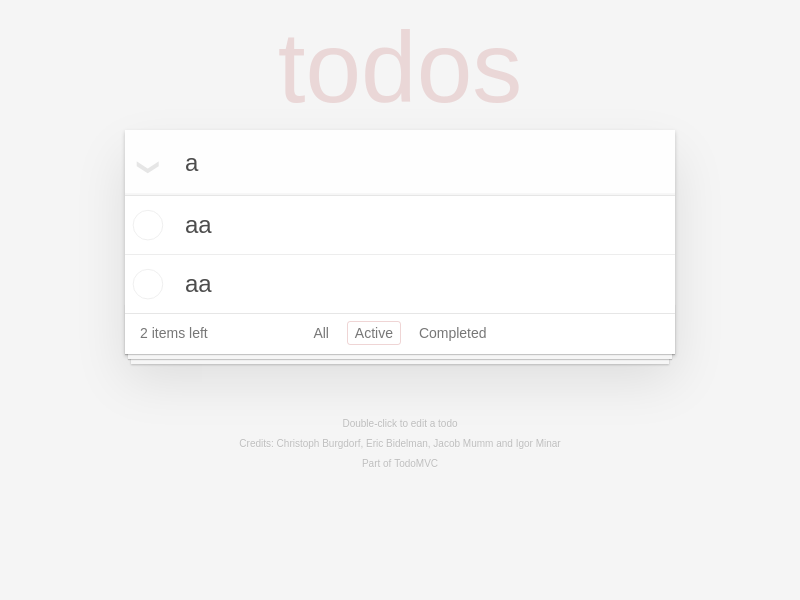 todos
a
aa
aa
2 items left All Active Completed
Double-click to edit a todo
Credits: Christoph Burgdorf, Eric Bidelman, Jacob Mumm and Igor Minar
Part of TodoMVC